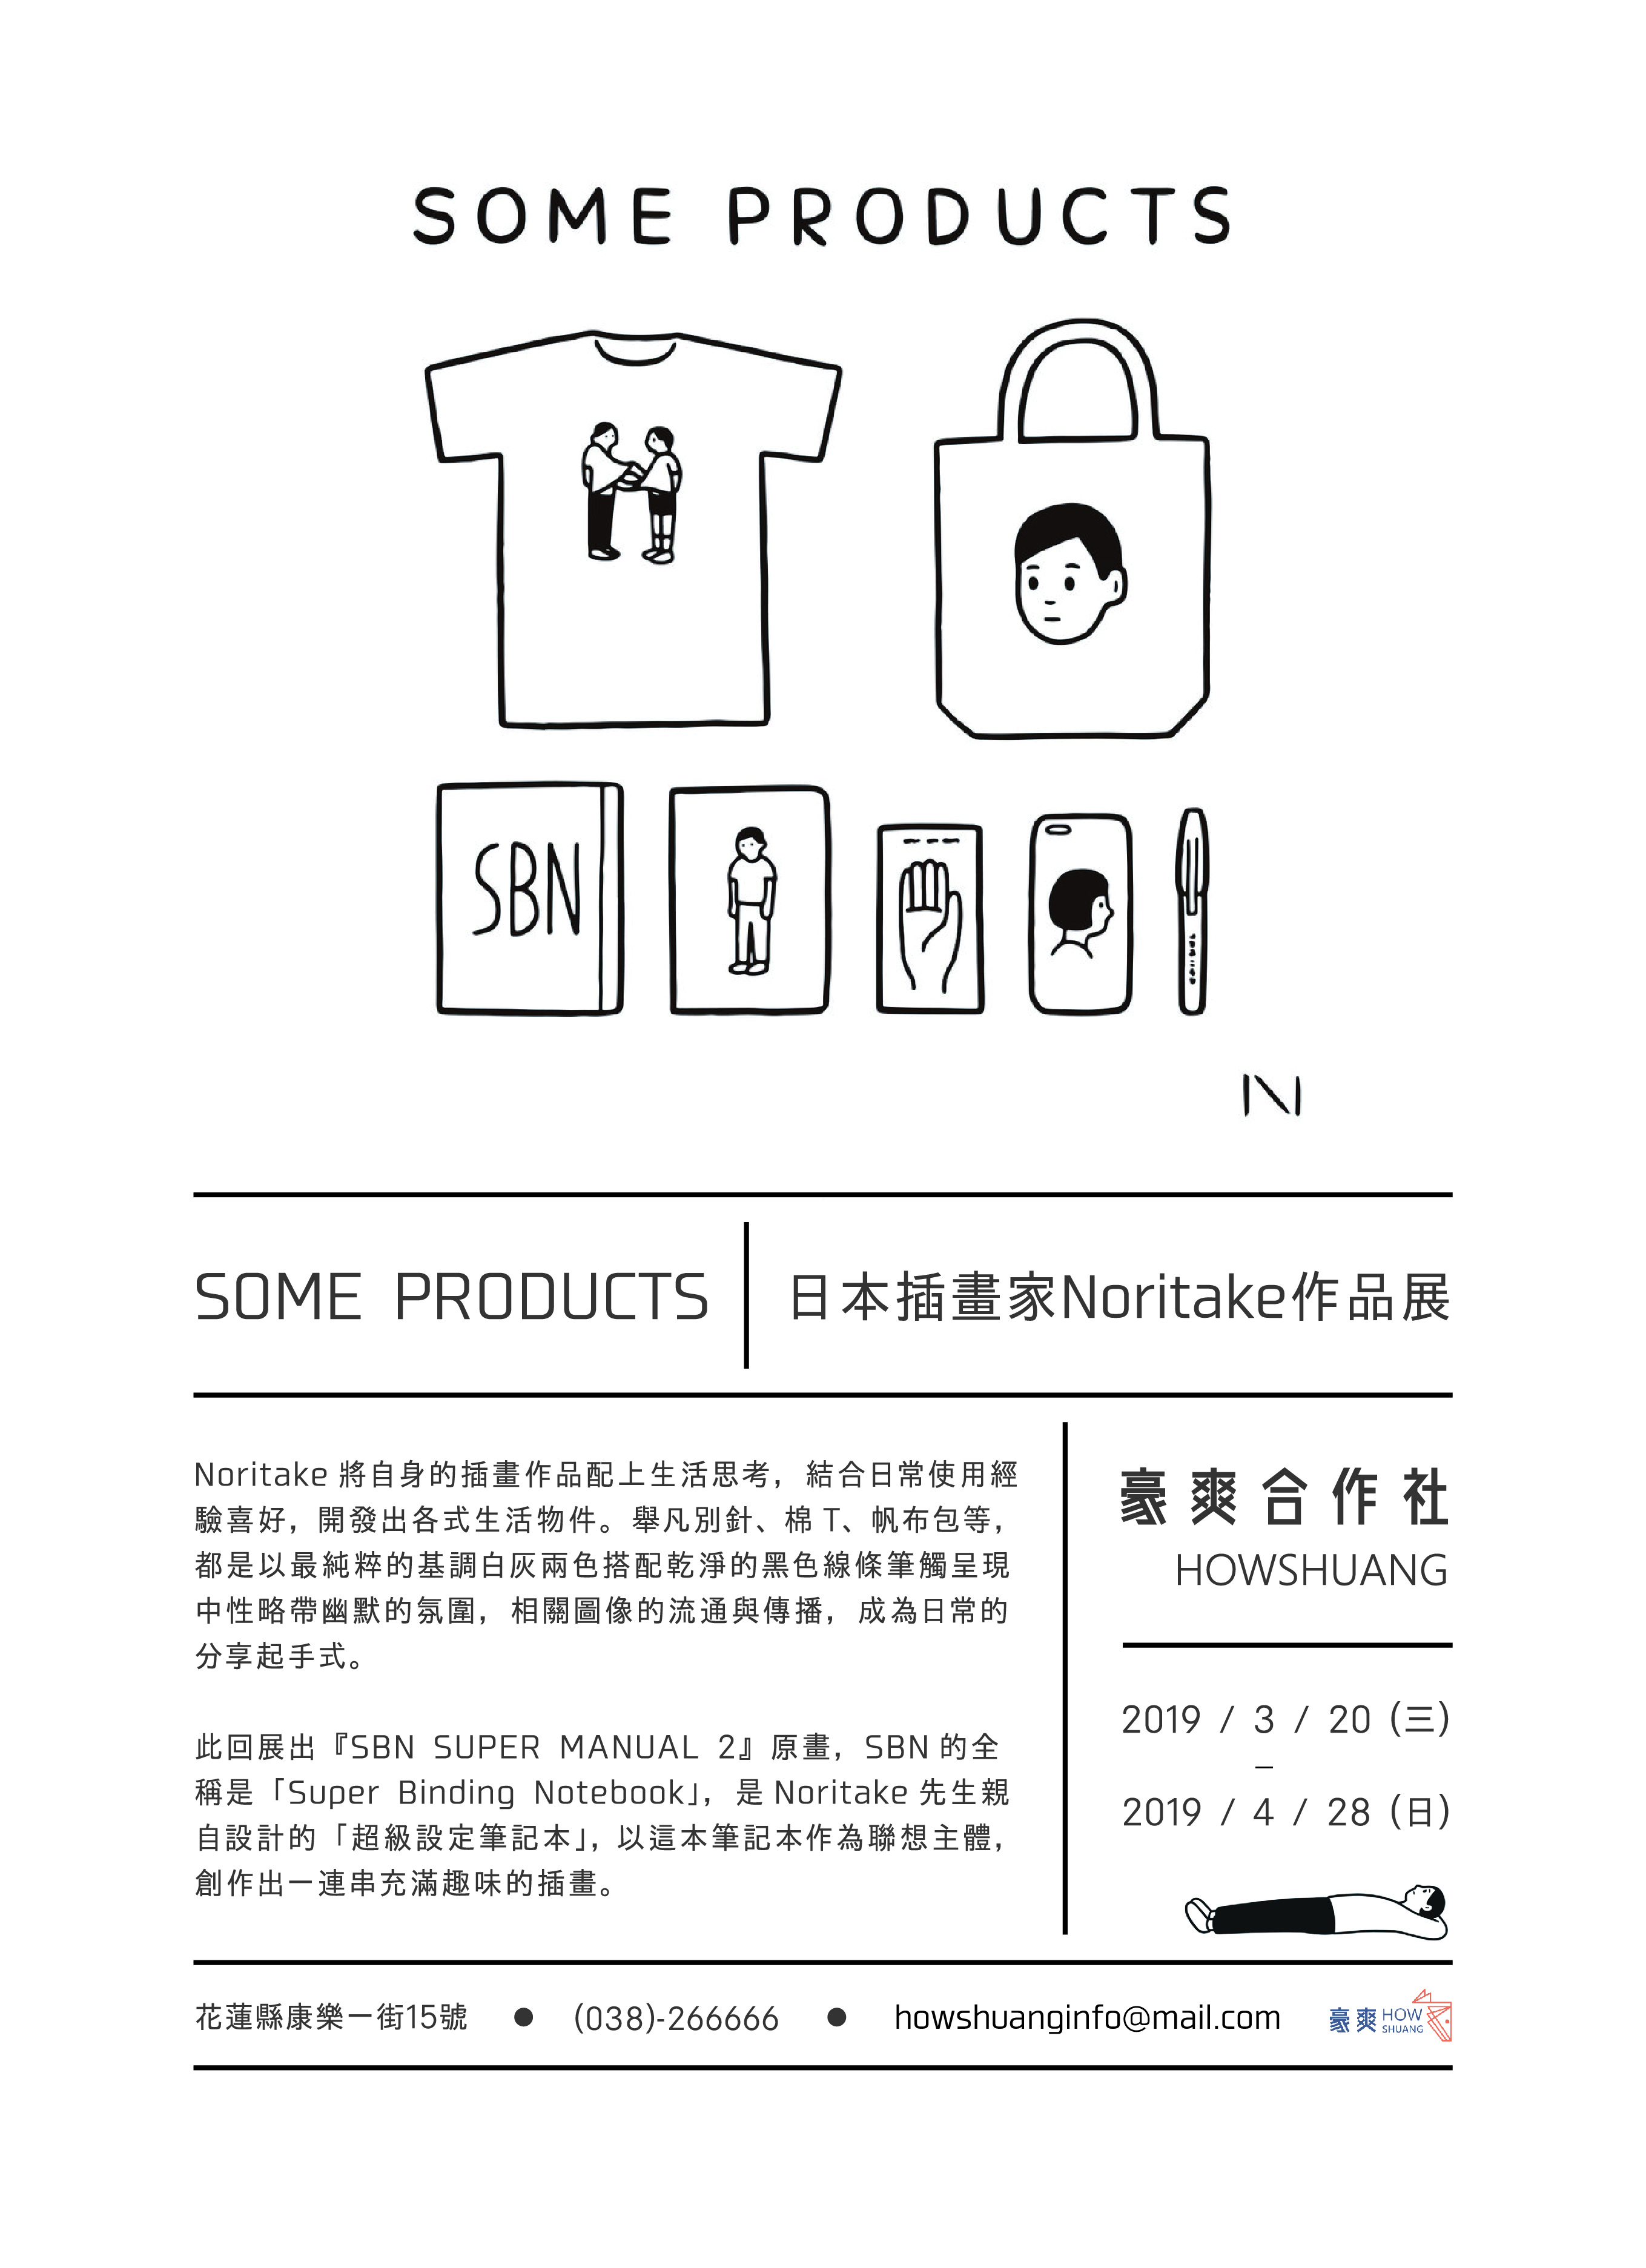 SOME PRODUCTS
SBN
N
SOME PRODUCTS
日本插畫家Noritake作品展
Noritake 將自身的插畫作品配上生活思考，結合日常使用經
驗喜好，開發出各式生活物件。舉凡別針、棉 T、帆布包等，
都是以最純粹的基調白灰兩色搭配乾淨的黑色線條筆觸呈現
中性略帶幽默的氛圍，相關圖像的流通與傳播，成為日常的
分享起手式。
此回展出『SBN SUPER MANUAL 2』原畫，SBN 的全
稱是「Super Binding Notebook」，是 Noritake 先生親
自設計的「超級設定筆記本」，以這本筆記本作為聯想主體，
創作出一連串充滿趣味的插畫。
豪爽合作社
HOWSHUANG
2019 / 3 / 20 (三)
–
2019 / 4 / 28 (日)
花蓮縣康樂一街15號 ● (038)-266666 ● howshuanginfo@mail.com
豪爽 HOW
SHUANG